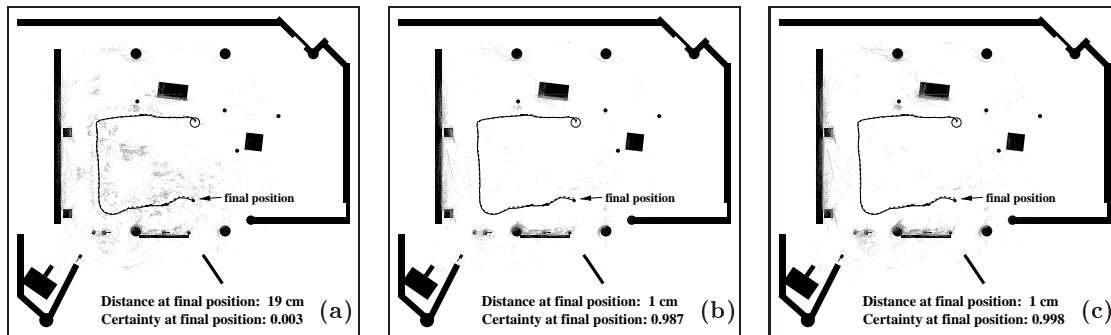 final position
Distance at final position: 19 cm
Certainty at final position: 0.003
(a)
final position
Distance at final position: 1 cm
Certainty at final position: 0.987
(b)
final position
Distance at final position: 1 cm
Certainty at final position: 0.998
(c)